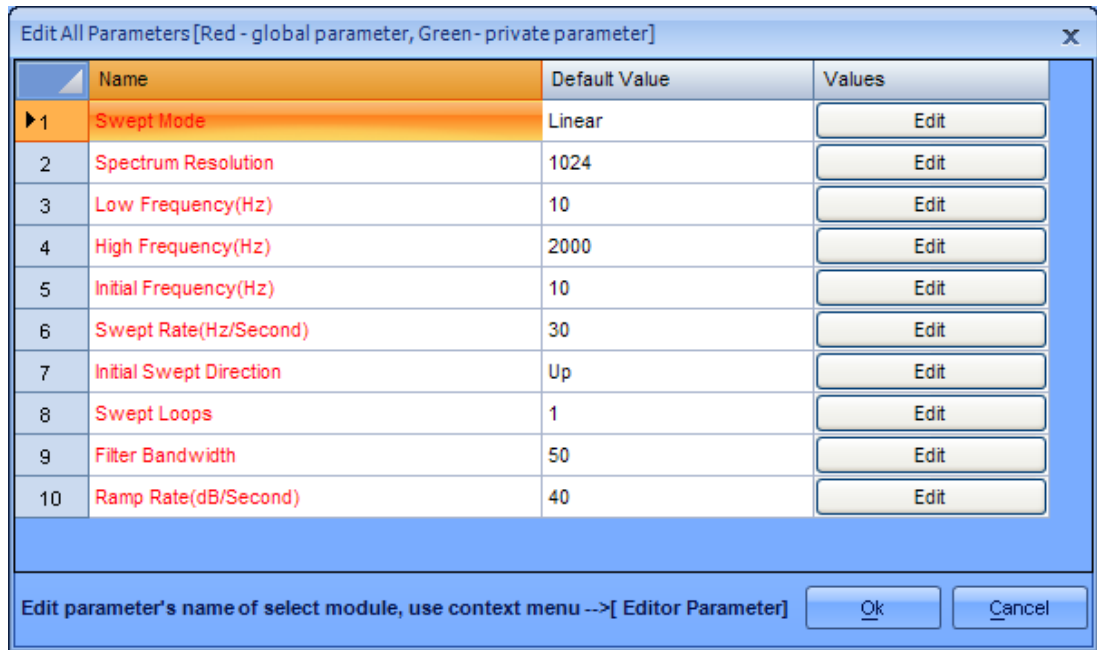 Edit All Parameters[Red - global parameter, Green- private parameter] x
Name Default Value Values
1 Swept Mode Linear Edit
2 Spectrum Resolution 1024 Edit
3 Low Frequency(Hz) 10 Edit
4 High Frequency(Hz) 2000 Edit
5 Initial Frequency(Hz) 10 Edit
6 Swept Rate(Hz/Second) 30 Edit
7 Initial Swept Direction Up Edit
8 Swept Loops 1 Edit
9 Filter Bandwidth 50 Edit
10 Ramp Rate(dB/Second) 40 Edit
Edit parameter's name of select module, use context menu -->[ Editor Parameter] Ok Cancel